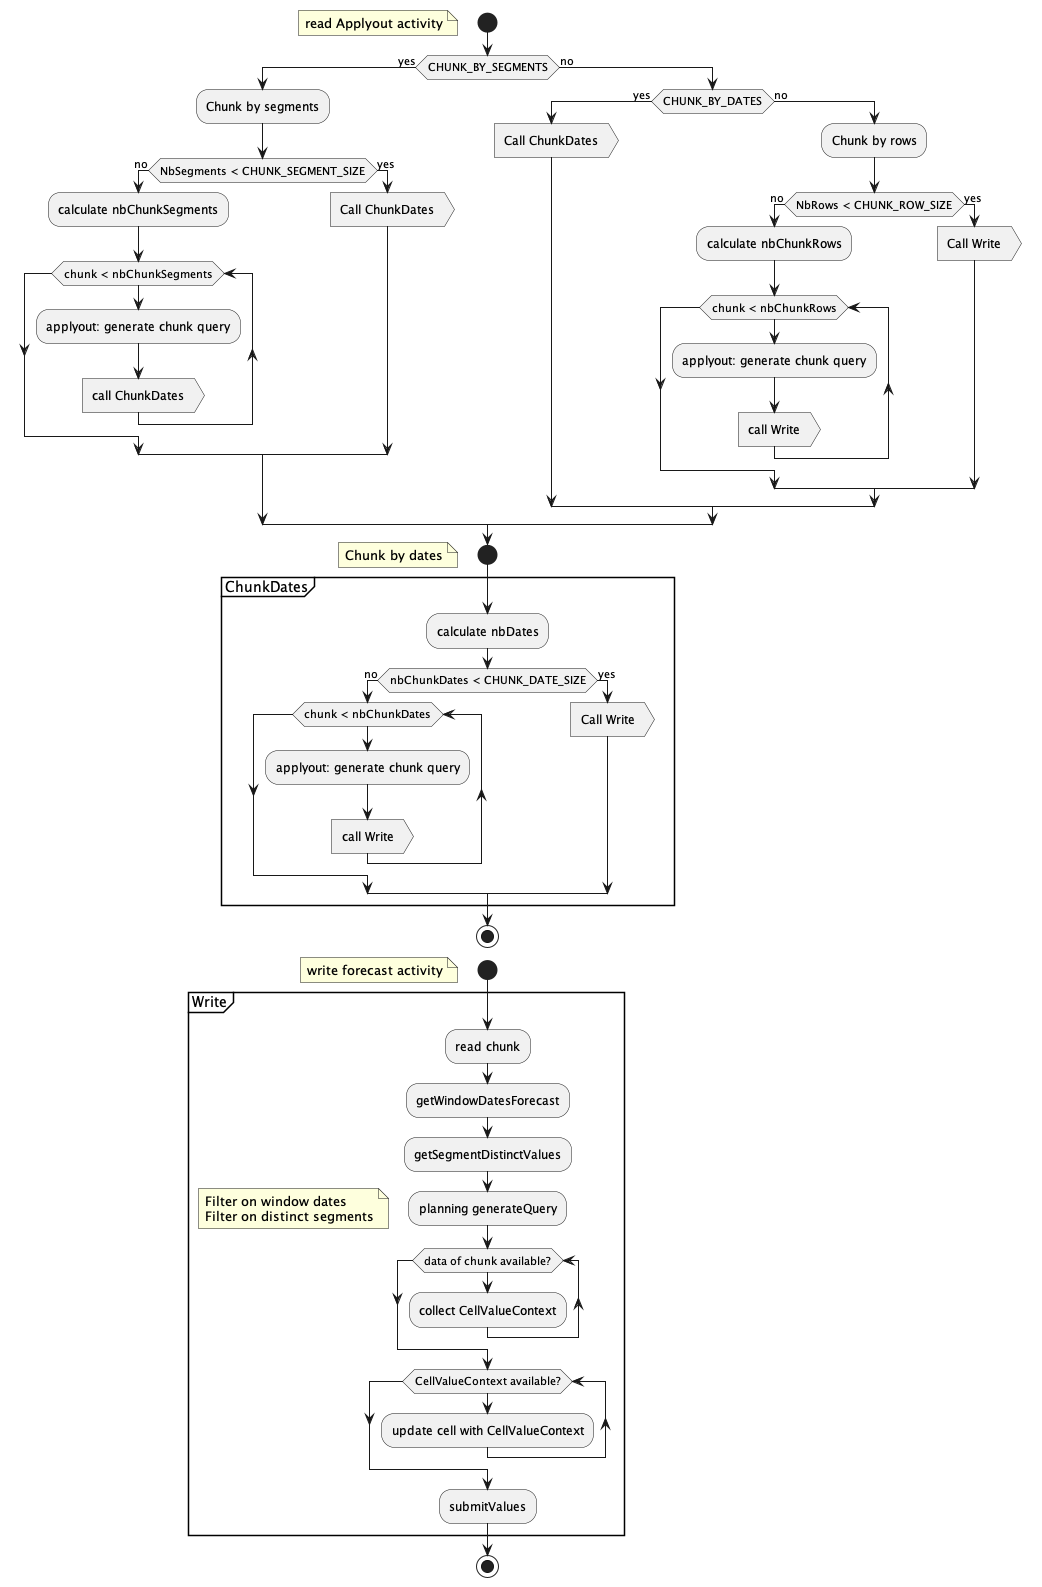 read Applyout activity
yes
CHUNK_BY_SEGMENTS
no
Chunk by segments
no
NbSegments < CHUNK_SEGMENT_SIZE
yes
calculate nbChunkSegments
chunk < nbChunkSegments
applyout: generate chunk query
call ChunkDates
Call ChunkDates
yes
CHUNK_BY_DATES
no
Call ChunkDates
Chunk by rows
no
NbRows < CHUNK_ROW_SIZE
yes
calculate nbChunkRows
chunk < nbChunkRows
applyout: generate chunk query
call Write
Call Write
Chunk by dates
ChunkDates
calculate nbDates
no
nbChunkDates < CHUNK_DATE_SIZE
yes
chunk < nbChunkDates
applyout: generate chunk query
call Write
Call Write
write forecast activity
Write
read chunk
getWindowDatesForecast
getSegmentDistinctValues
Filter on window dates
Filter on distinct segments
planning generateQuery
data of chunk available?
collect CellValueContext
CellValueContext available?
update cell with CellValueContext
submitValues